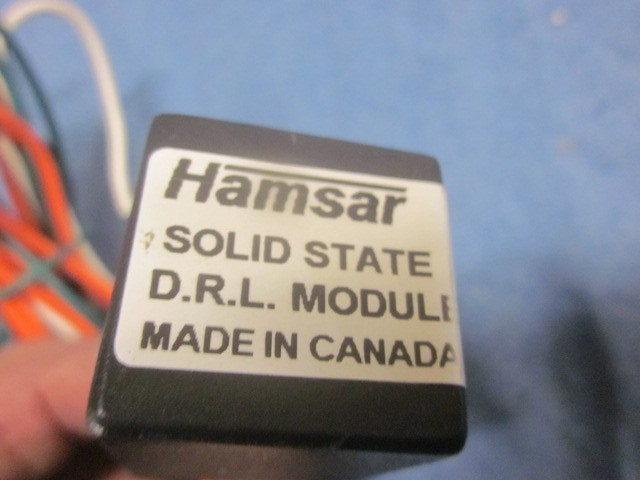 Hamsar
SOLID STATE
D.R.L. MODULE
MADE IN CANADA